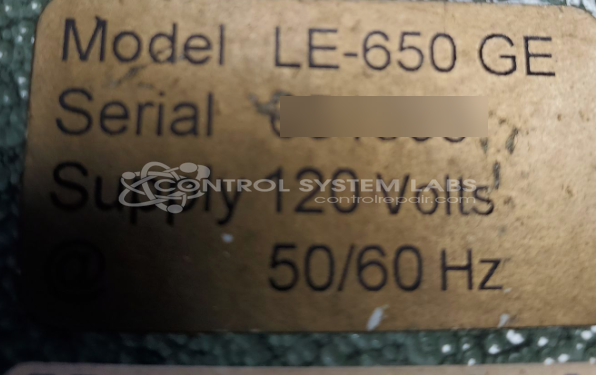 Model LE-650 GE
Serial
Supply 120 Volts
CONTROL SYSTEM LABS
controlrepair.com
@ 50/60 Hz